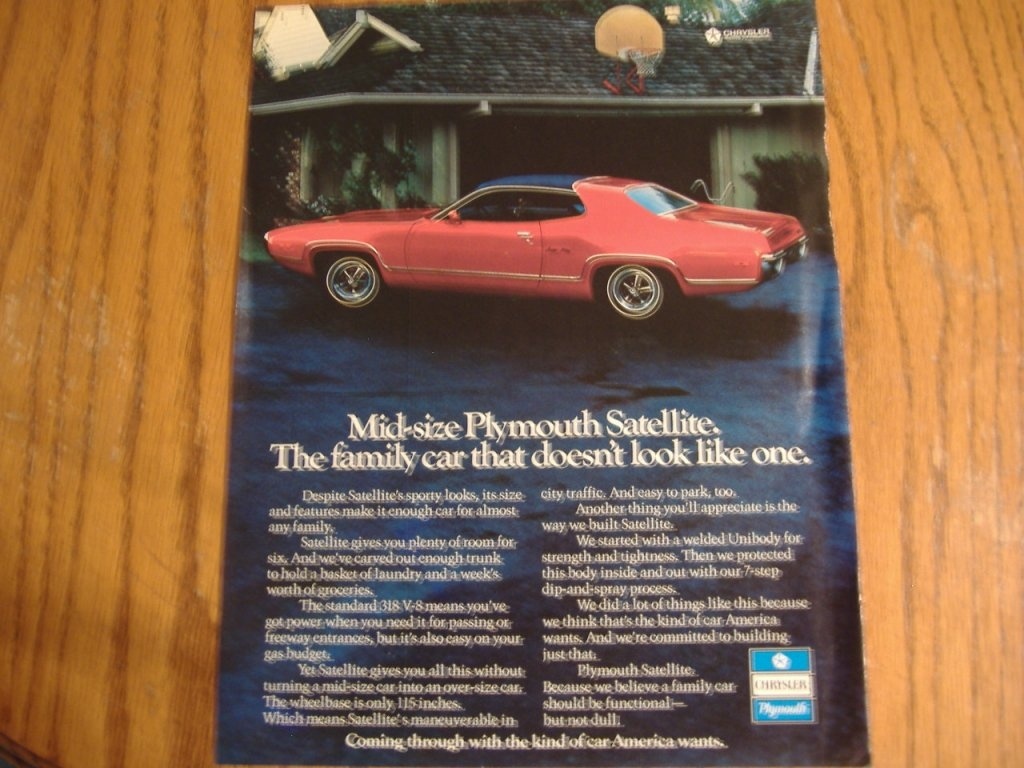 CHRYSLER
Mid-size Plymouth Satellite.
The family car that doesn't look like one.
Despite Satellite's sporty looks, its size
and features make it enough car for almost
any family.
Satellite gives you plenty of room for
six. And we've carved out enough trunk
to hold a basket of laundry and a week's
worth of groceries.
The standard 318 V-8 means you've
got power when you need it for passing or
freeway entrances, but it's also easy on your
gas budget.
Yet Satellite gives you all this without
turning a mid-size car into an over-size car.
The wheelbase is only 115 inches.
Which means Satellite's maneuverable in
city traffic. And easy to park, too.
Another thing you'll appreciate is the
way we built Satellite.
We started with a welded Unibody for
strength and tightness. Then we protected
this body inside and out with our 7-step
dip-and-spray process.
We did a lot of things like this because
we think that's the kind of car America
wants. And we're committed to building
just that.
Plymouth Satellite.
Because we believe a family car
should be functional—
but not dull.
CHRYSLER
Plymouth
Coming through with the kind of car America wants.